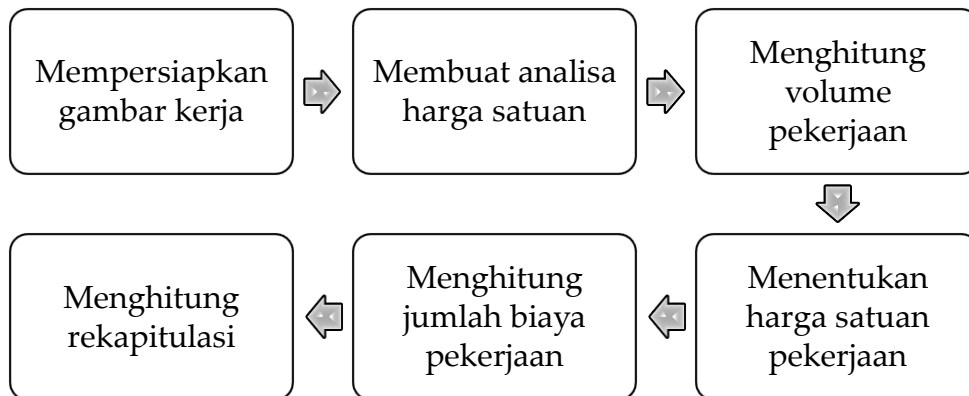 Mempersiapkan
gambar kerja
Membuat analisa
harga satuan
Menghitung
volume
pekerjaan
Menentukan
harga satuan
pekerjaan
Menghitung
jumlah biaya
pekerjaan
Menghitung
rekapitulasi